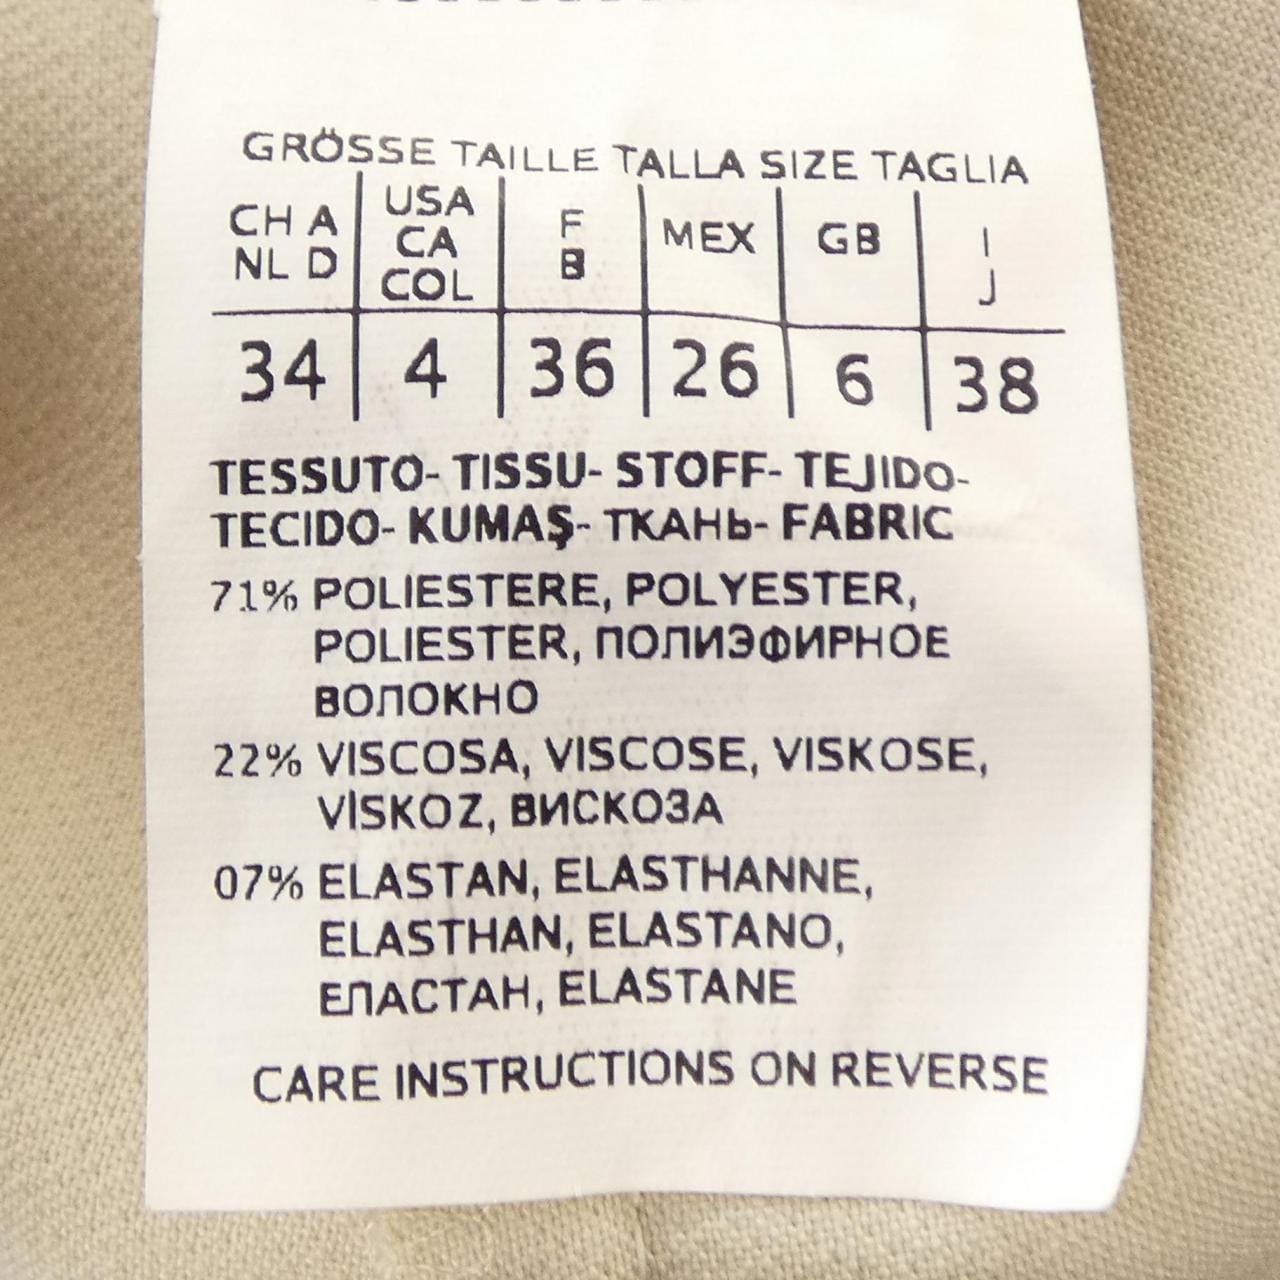 GRÖSSE TAILLE TALLA SIZE TAGLIA
CH A USA F MEX GB I
NL D CA B J
COL
34 4 36 26 6 38
TESSUTO- TISSU- STOFF- TEJIDO-
TECIDO- KUMAŞ- ТКАНЬ- FABRIC
71% POLIESTERE, POLYESTER,
POLIESTER, ПОЛИЭФИРНОЕ
ВОЛОКНО
22% VISCOSA, VISCOSE, VISKOSE,
VİSKOZ, ВИСКОЗА
07% ELASTAN, ELASTHANNE,
ELASTHAN, ELASTANO,
ЕПАСТАН, ELASTANE
CARE INSTRUCTIONS ON REVERSE